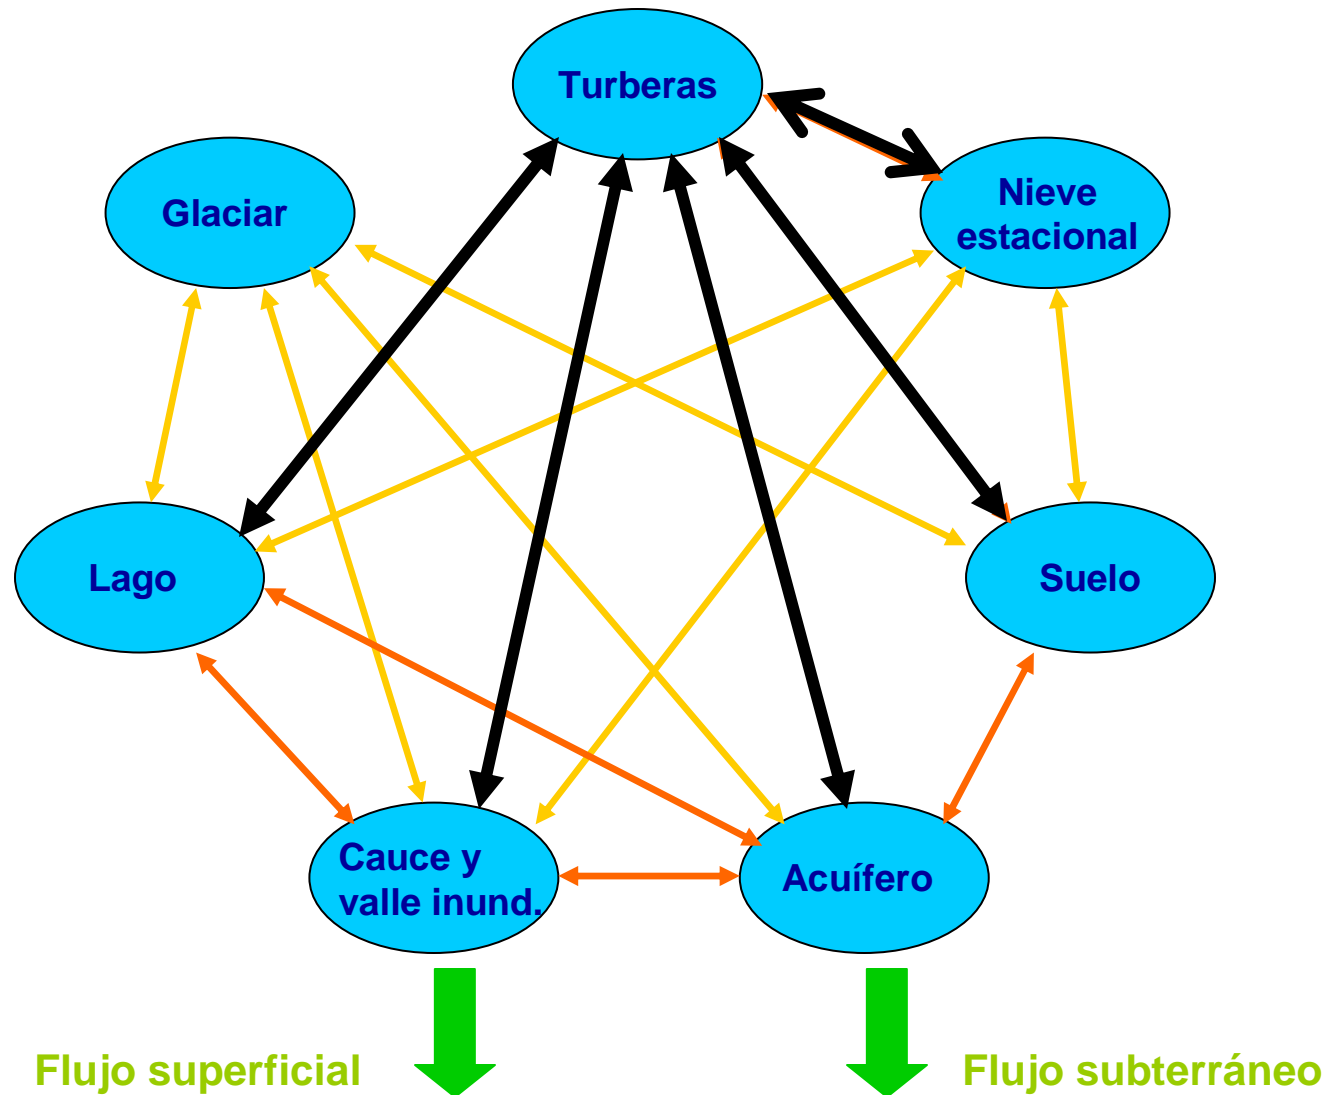 Turberas
Glaciar
Nieve
estacional
Lago
Suelo
Cauce y
valle inund.
Acuífero
Flujo superficial
Flujo subterráneo